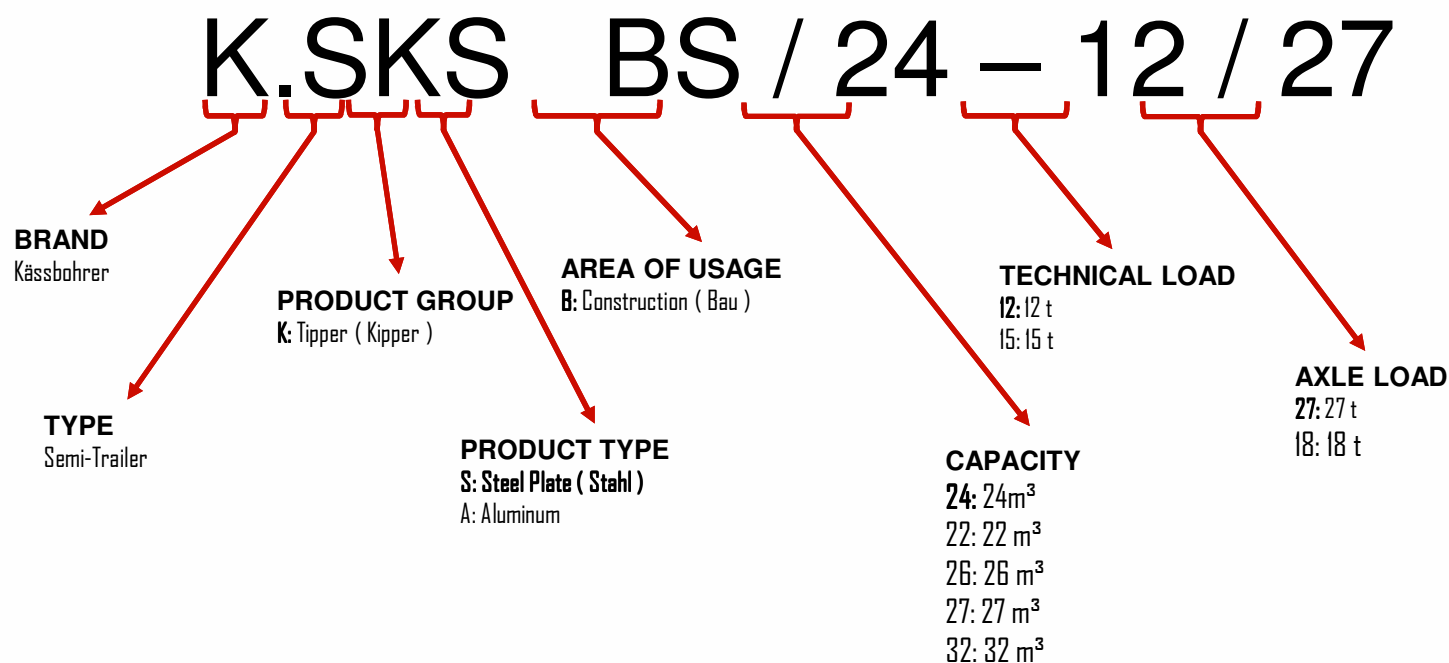 K.SKS BS / 24 – 12 / 27
BRAND
Kässbohrer
TYPE
Semi-Trailer
PRODUCT GROUP
K: Tipper ( Kipper )
PRODUCT TYPE
S: Steel Plate ( Stahl )
A: Aluminum
AREA OF USAGE
B: Construction ( Bau )
CAPACITY
24: 24m³
22: 22 m³
26: 26 m³
27: 27 m³
32: 32 m³
TECHNICAL LOAD
12: 12 t
15: 15 t
AXLE LOAD
27: 27 t
18: 18 t